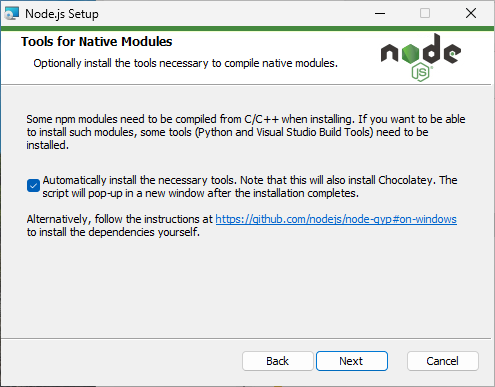 Node.js Setup
Tools for Native Modules
Optionally install the tools necessary to compile native modules.
node
JS
Some npm modules need to be compiled from C/C++ when installing. If you want to be able
to install such modules, some tools (Python and Visual Studio Build Tools) need to be
installed.
Automatically install the necessary tools. Note that this will also install Chocolatey. The
script will pop-up in a new window after the installation completes.
Alternatively, follow the instructions at https://github.com/nodejs/node-gyp#on-windows
to install the dependencies yourself.
Back
Next
Cancel